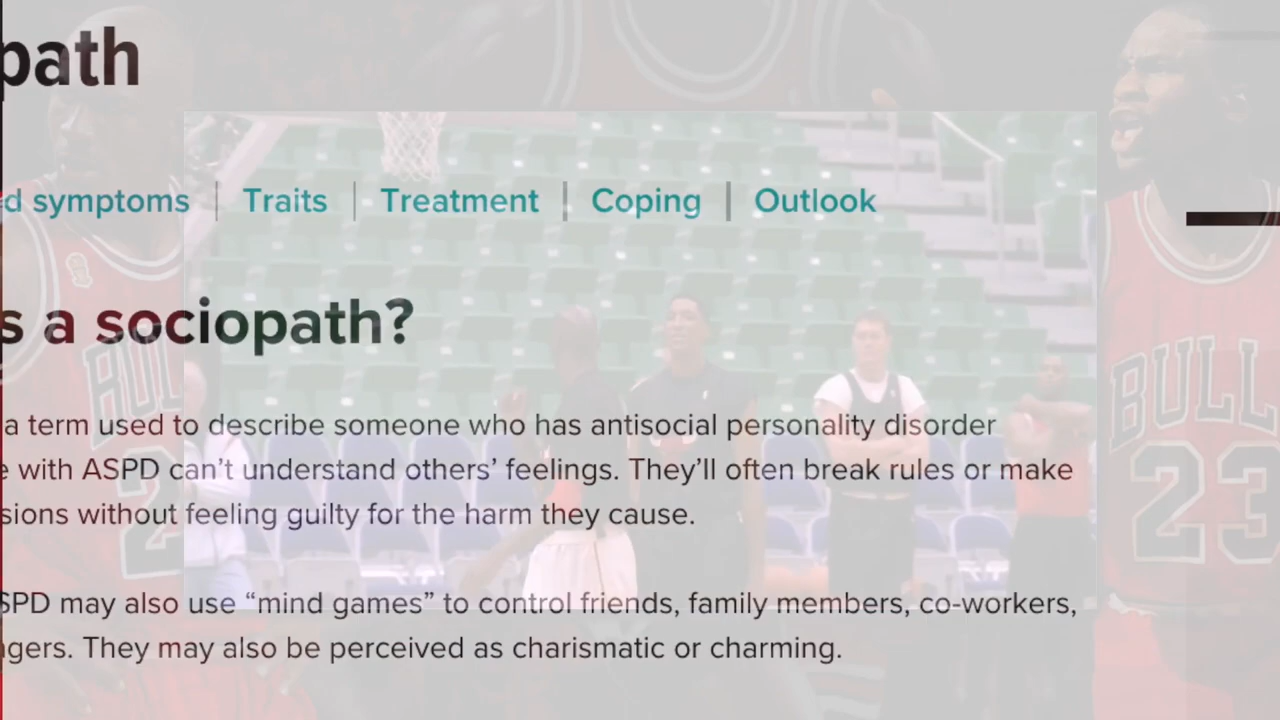 path
d symptoms | Traits | Treatment | Coping | Outlook
s a sociopath?
a term used to describe someone who has antisocial personality disorder
e with ASPD can’t understand others’ feelings. They’ll often break rules or make
sions without feeling guilty for the harm they cause.
SPD may also use “mind games” to control friends, family members, co-workers,
ngers. They may also be perceived as charismatic or charming.
BULL
BULL
2
23